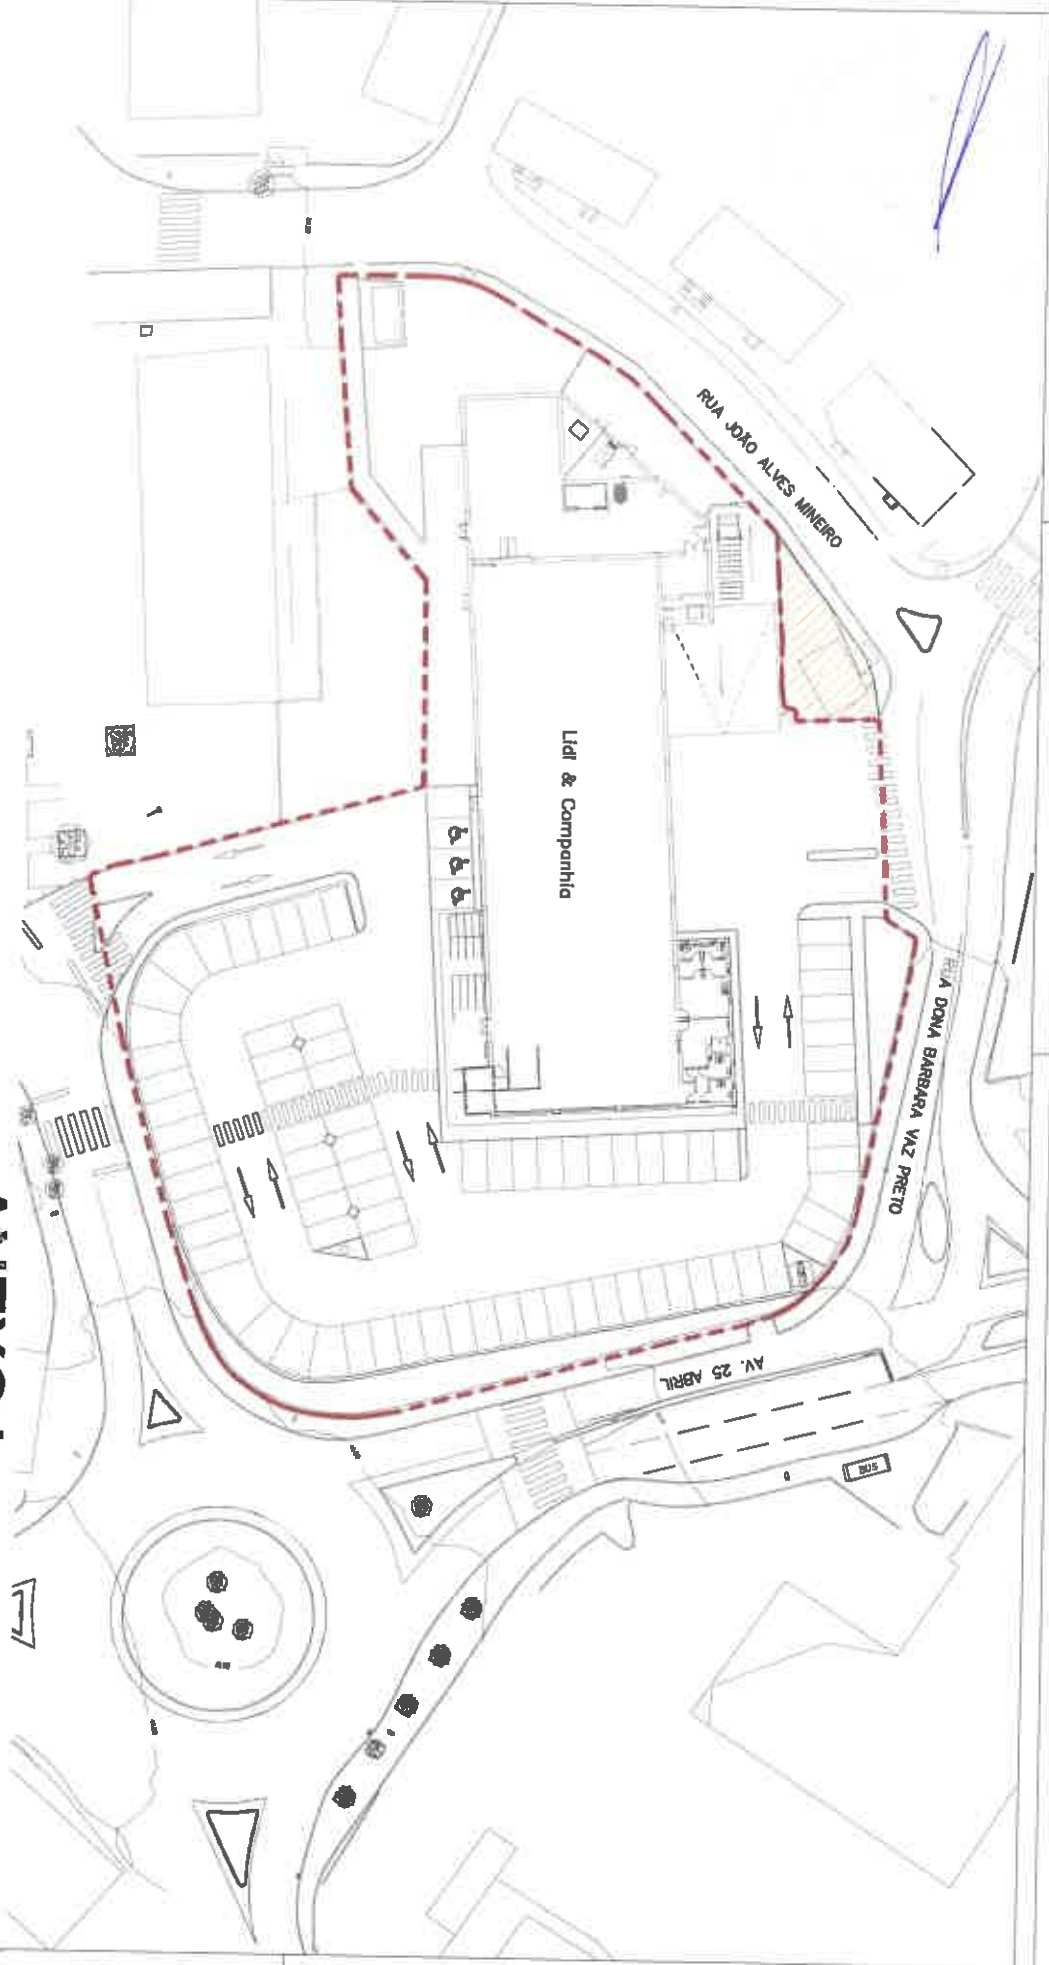 RUA JOÃO ALVES MINEIRO
Lidl & Companhia
RUA DONA BARBARA VAZ PRETO
AV. 25 ABRIL
BUS